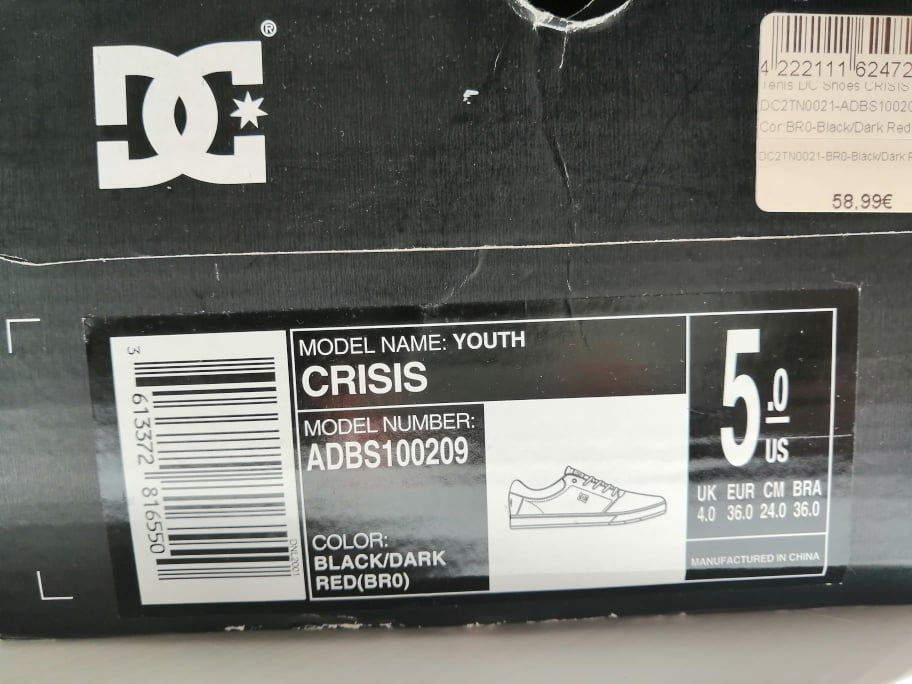 DC®
4 222111 62472
Tenis DC Shoes CRISIS
DC2TN0021-ADBS10020
Cor:BR0-Black/Dark Red
DC2TN0021-BR0-Black/Dark
58,99€
3 613372 816550
DNL2001
MODEL NAME: YOUTH
CRISIS
MODEL NUMBER:
ADBS100209
COLOR:
BLACK/DARK
RED(BR0)
5.0
US
UK EUR CM BRA
4.0 36.0 24.0 36.0
MANUFACTURED IN CHINA